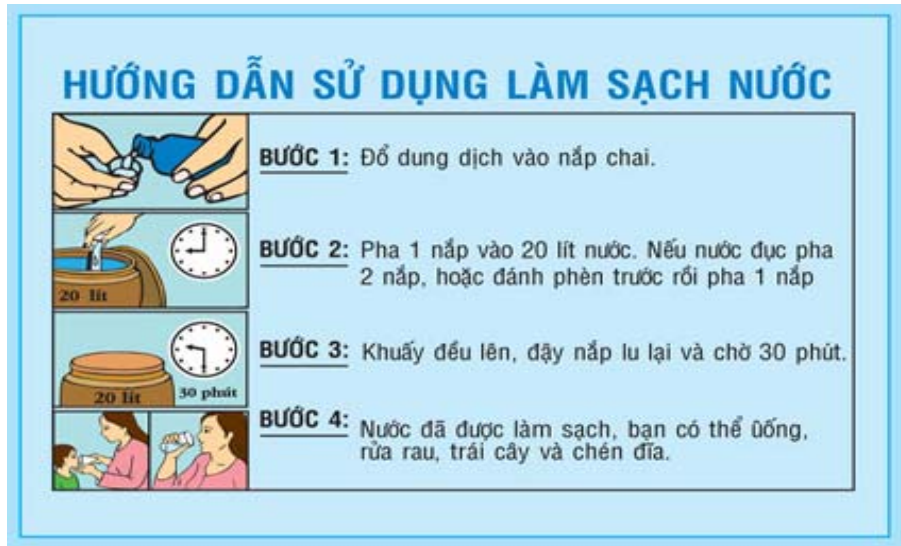 HƯỚNG DẪN SỬ DỤNG LÀM SẠCH NƯỚC
BƯỚC 1: Đổ dung dịch vào nắp chai.
BƯỚC 2: Pha 1 nắp vào 20 lít nước. Nếu nước đục pha
2 nắp, hoặc đánh phèn trước rồi pha 1 nắp
20 lít
BƯỚC 3: Khuấy đều lên, đậy nắp lu lại và chờ 30 phút.
20 lít
30 phút
BƯỚC 4: Nước đã được làm sạch, bạn có thể ûống,
rửa rau, trái cây và chén đĩa.